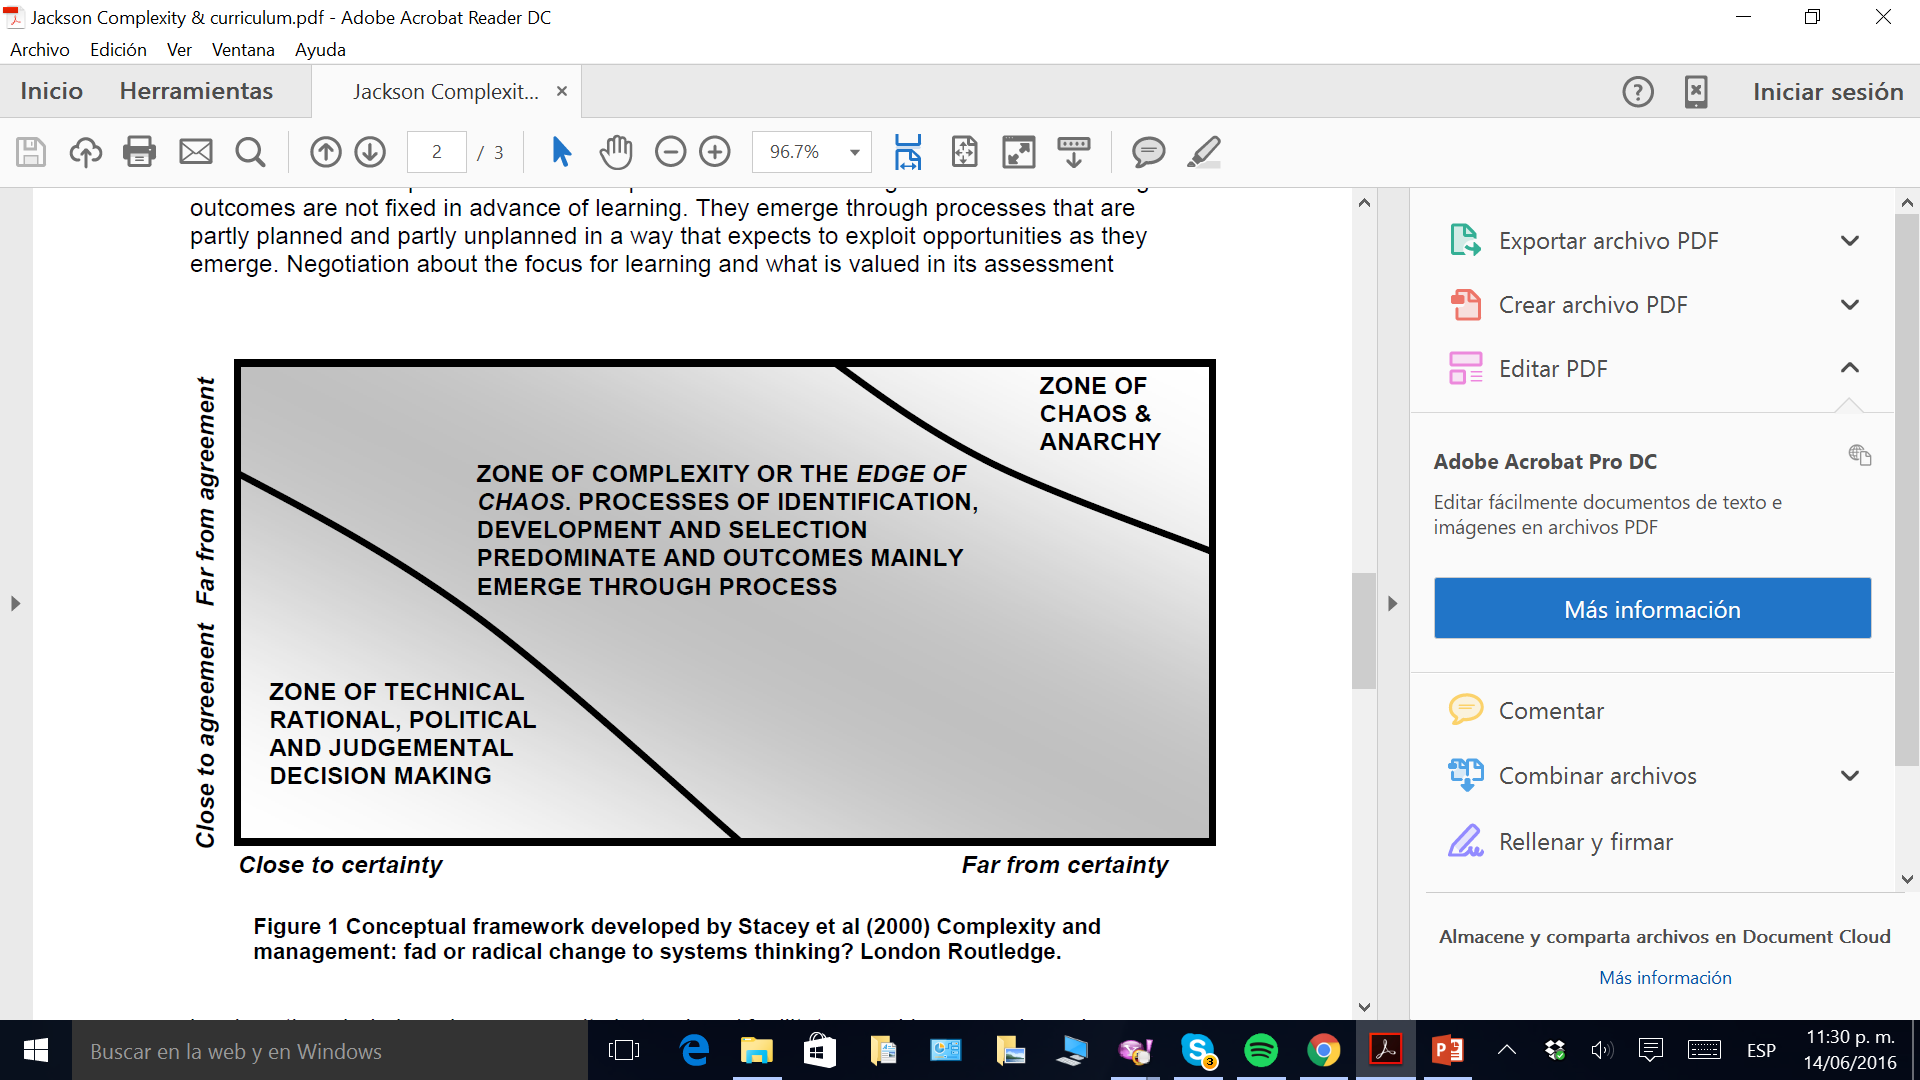 Jackson Complexity & curriculum.pdf - Adobe Acrobat Reader DC
Archivo Edición Ver Ventana Ayuda
Inicio Herramientas Jackson Complexit... × ? Iniciar sesión
2 / 3 96.7%
outcomes are not fixed in advance of learning. They emerge through processes that are
partly planned and partly unplanned in a way that expects to exploit opportunities as they
emerge. Negotiation about the focus for learning and what is valued in its assessment
Far from agreement
Close to agreement
ZONE OF
CHAOS &
ANARCHY
ZONE OF COMPLEXITY OR THE EDGE OF
CHAOS. PROCESSES OF IDENTIFICATION,
DEVELOPMENT AND SELECTION
PREDOMINATE AND OUTCOMES MAINLY
EMERGE THROUGH PROCESS
ZONE OF TECHNICAL
RATIONAL, POLITICAL
AND JUDGEMENTAL
DECISION MAKING
Close to certainty Far from certainty
Figure 1 Conceptual framework developed by Stacey et al (2000) Complexity and
management: fad or radical change to systems thinking? London Routledge.
Exportar archivo PDF
Crear archivo PDF
Editar PDF
Adobe Acrobat Pro DC
Editar fácilmente documentos de texto e
imágenes en archivos PDF
Más información
Comentar
Combinar archivos
Rellenar y firmar
Almacene y comparta archivos en Document Cloud
Más información
Buscar en la web y en Windows
3
ESP
11:30 p. m.
14/06/2016